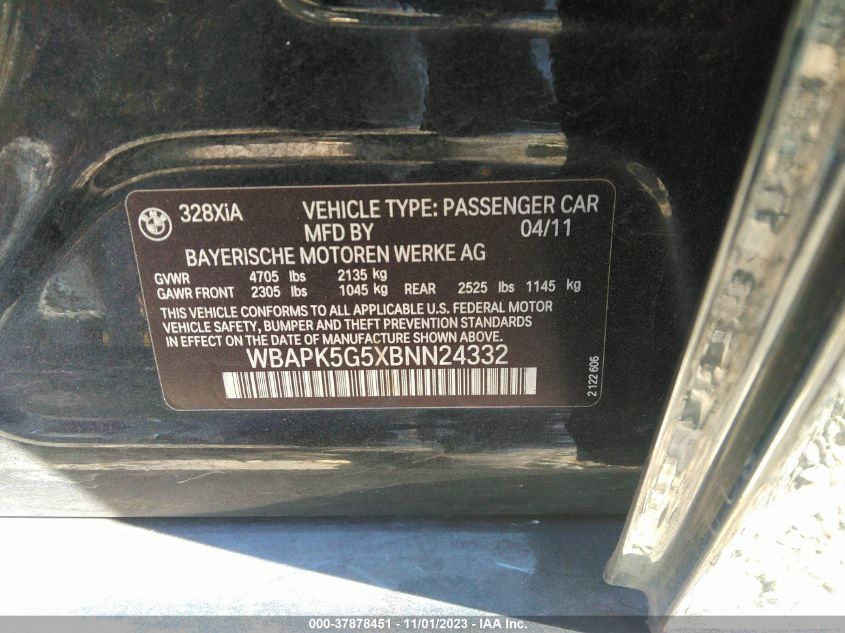 BMW
328XiA VEHICLE TYPE: PASSENGER CAR
MFD BY 04/11
BAYERISCHE MOTOREN WERKE AG
GVWR 4705 lbs 2135 kg
GAWR FRONT 2305 lbs 1045 kg REAR 2525 lbs 1145 kg
THIS VEHICLE CONFORMS TO ALL APPLICABLE U.S. FEDERAL MOTOR
VEHICLE SAFETY, BUMPER AND THEFT PREVENTION STANDARDS
IN EFFECT ON THE DATE OF MANUFACTURE SHOWN ABOVE.
WBAPK5G5XBNN24332
2 122 606
000-37878451 - 11/01/2023 - IAA Inc.